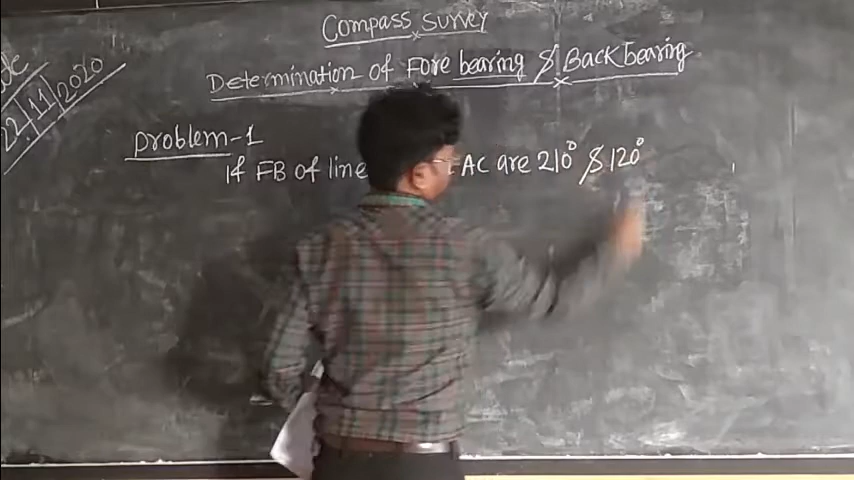 Compass survey
Determination of Fore bearing & Back bearing
22/11/2020
problem-1
If FB of line AC are 210° & 120°